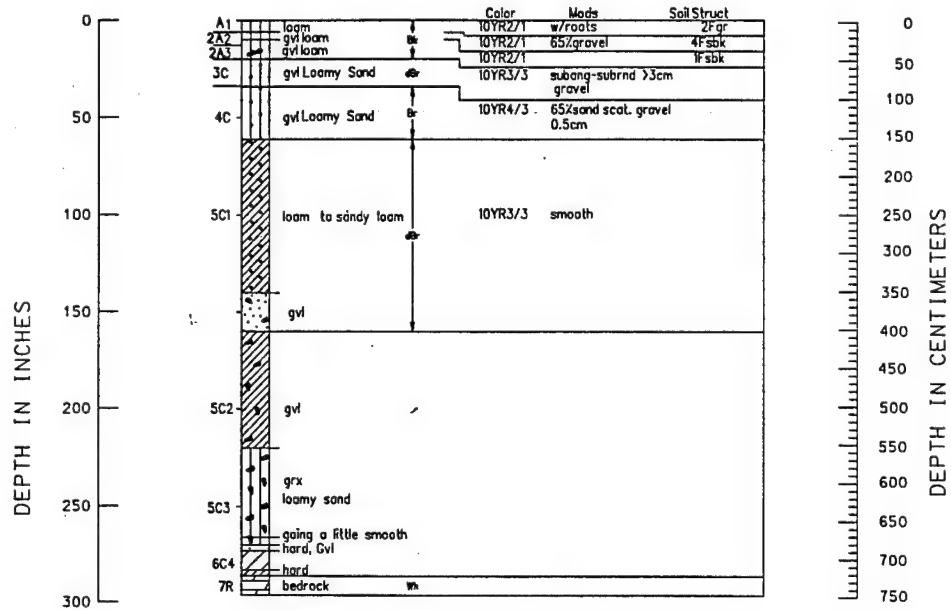 Color Mods Soil Struct
0 A1 loam 10YR2/1 w/roots 2Fgr 0
2A2 gvl loam Bk 10YR2/1 65%gravel 4Fsbk
2A3 gvl loam 10YR2/1 1Fsbk
50
3C gvl Loamy Sand dBr 10YR3/3 subang-subrnd >3cm
gravel
100
50 4C gvl Loamy Sand Br 10YR4/3 65%sand scat. gravel
0.5cm
150
200
100 5C1 loam to sandy loam 10YR3/3 smooth 250
dBr
300
350
150 gvl
400
450
200 5C2 gvl 500
550
grx
loamy sand 600
250 5C3
going a little smooth 650
hard, Gvl
6C4 hard 700
7R bedrock Wh
300 750
DEPTH IN INCHES
DEPTH IN CENTIMETERS